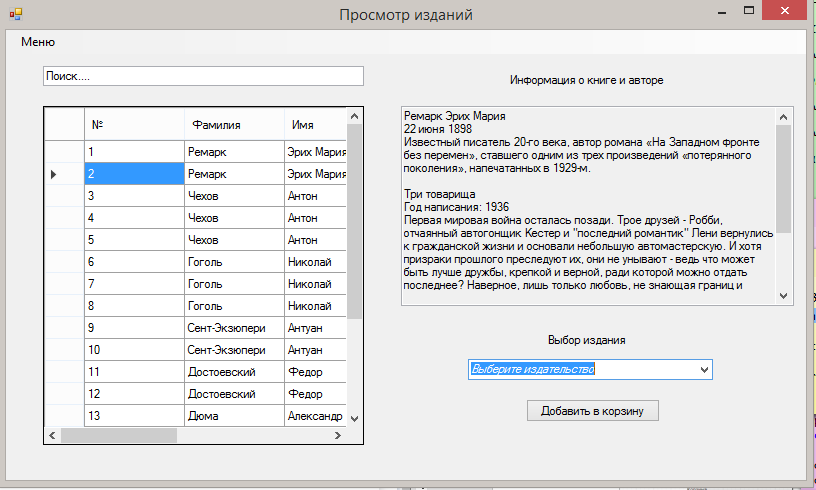 Просмотр изданий
Меню
Поиск....
№ Фамилия Имя
1 Ремарк Эрих Мария
2 Ремарк Эрих Мария
3 Чехов Антон
4 Чехов Антон
5 Чехов Антон
6 Гоголь Николай
7 Гоголь Николай
8 Гоголь Николай
9 Сент-Экзюпери Антуан
10 Сент-Экзюпери Антуан
11 Достоевский Федор
12 Достоевский Федор
13 Дюма Александр
Информация о книге и авторе
Ремарк Эрих Мария
22 июня 1898
Известный писатель 20-го века, автор романа «На Западном фронте
без перемен», ставшего одним из трех произведений «потерянного
поколения», напечатанных в 1929-м.
Три товарища
Год написания: 1936
Первая мировая война осталась позади. Трое друзей - Робби,
отчаянный автогонщик Кестер и "последний романтик" Лени вернулись
к гражданской жизни и основали небольшую автомастерскую. И хотя
призраки прошлого преследуют их, они не унывают - ведь что может
быть лучше дружбы, крепкой и верной, ради которой можно отдать
последнее? Наверное, лишь только любовь, не знающая границ и
Выбор издания
Выберите издательство
Добавить в корзину